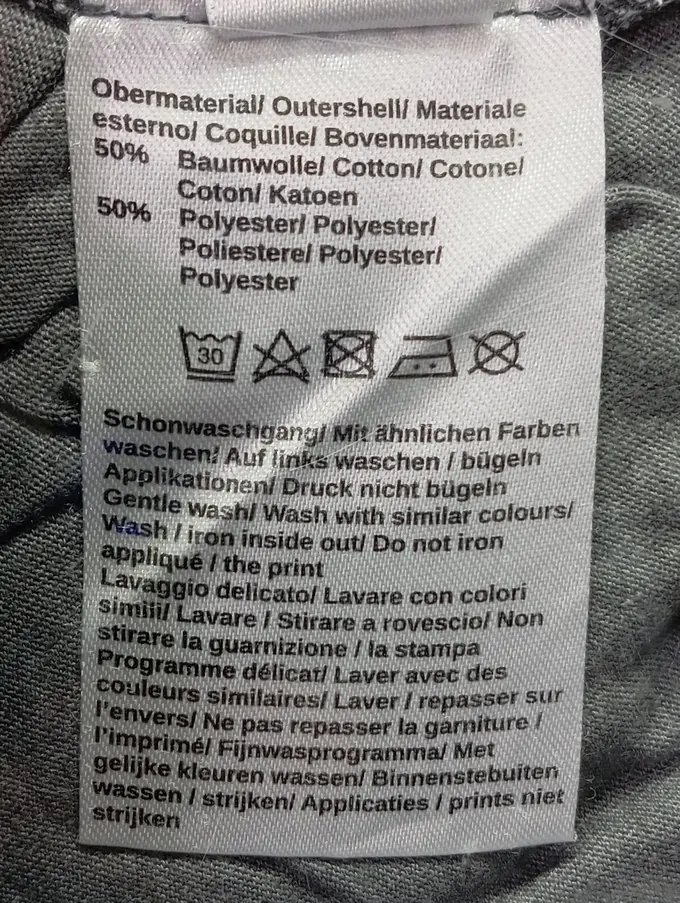 Obermaterial/ Outershell/ Materiale
esterno/ Coquille/ Bovenmateriaal:
50% Baumwolle/ Cotton/ Cotone/
Coton/ Katoen
50% Polyester/ Polyester/
Poliestere/ Polyester/
Polyester
30
Schonwaschgang/ Mit ähnlichen Farben
waschen/ Auf links waschen / bügeln
Applikationen/ Druck nicht bügeln
Gentle wash/ Wash with similar colours/
Wash / iron inside out/ Do not iron
appliqué / the print
Lavaggio delicato/ Lavare con colori
simili/ Lavare / Stirare a rovescio/ Non
stirare la guarnizione / la stampa
Programme délicat/ Laver avec des
couleurs similaires/ Laver / repasser sur
l'envers/ Ne pas repasser la garniture /
l'imprimé/ Fijnwasprogramma/ Met
gelijke kleuren wassen/ Binnenstebuiten
wassen / strijken/ Applicaties / prints niet
strijken